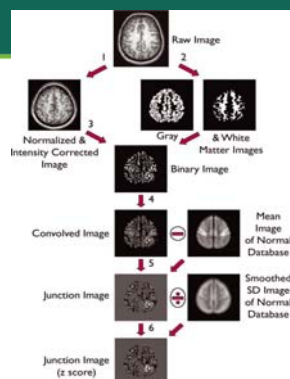 Raw Image
1
2
Normalized &
Intensity Corrected
Image
3
Gray
& White
Matter Images
Binary Image
4
Convolved Image
Mean
Image
of Normal
Database
5
Junction Image
Smoothed
SD Image
of Normal
Database
6
Junction Image
(z score)